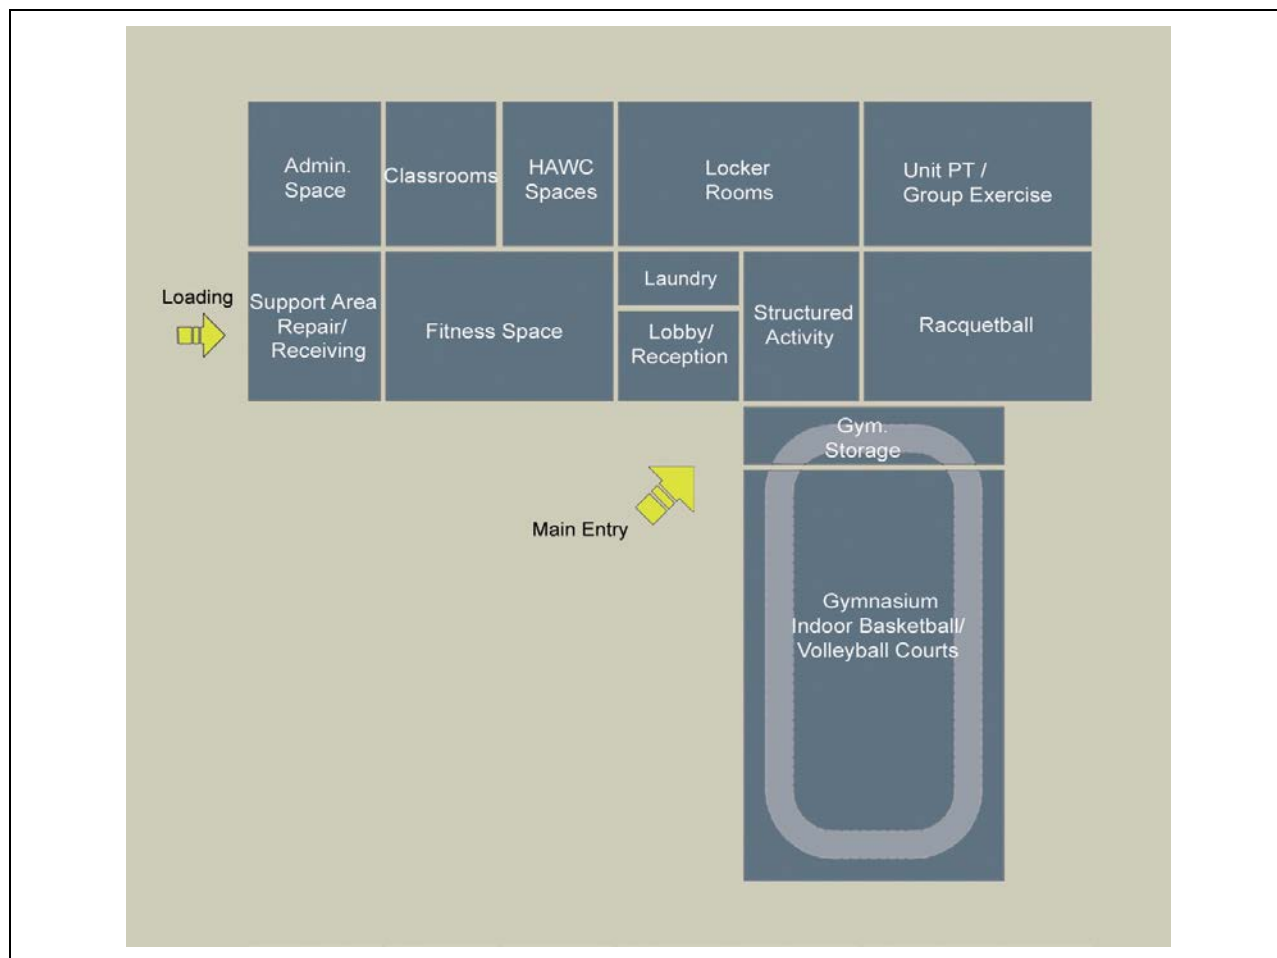 Admin.
Space
Classrooms
HAWC
Spaces
Locker
Rooms
Unit PT /
Group Exercise
Loading
Support Area
Repair/
Receiving
Fitness Space
Laundry
Lobby/
Reception
Structured
Activity
Racquetball
Gym.
Storage
Main Entry
Gymnasium
Indoor Basketball/
Volleyball Courts